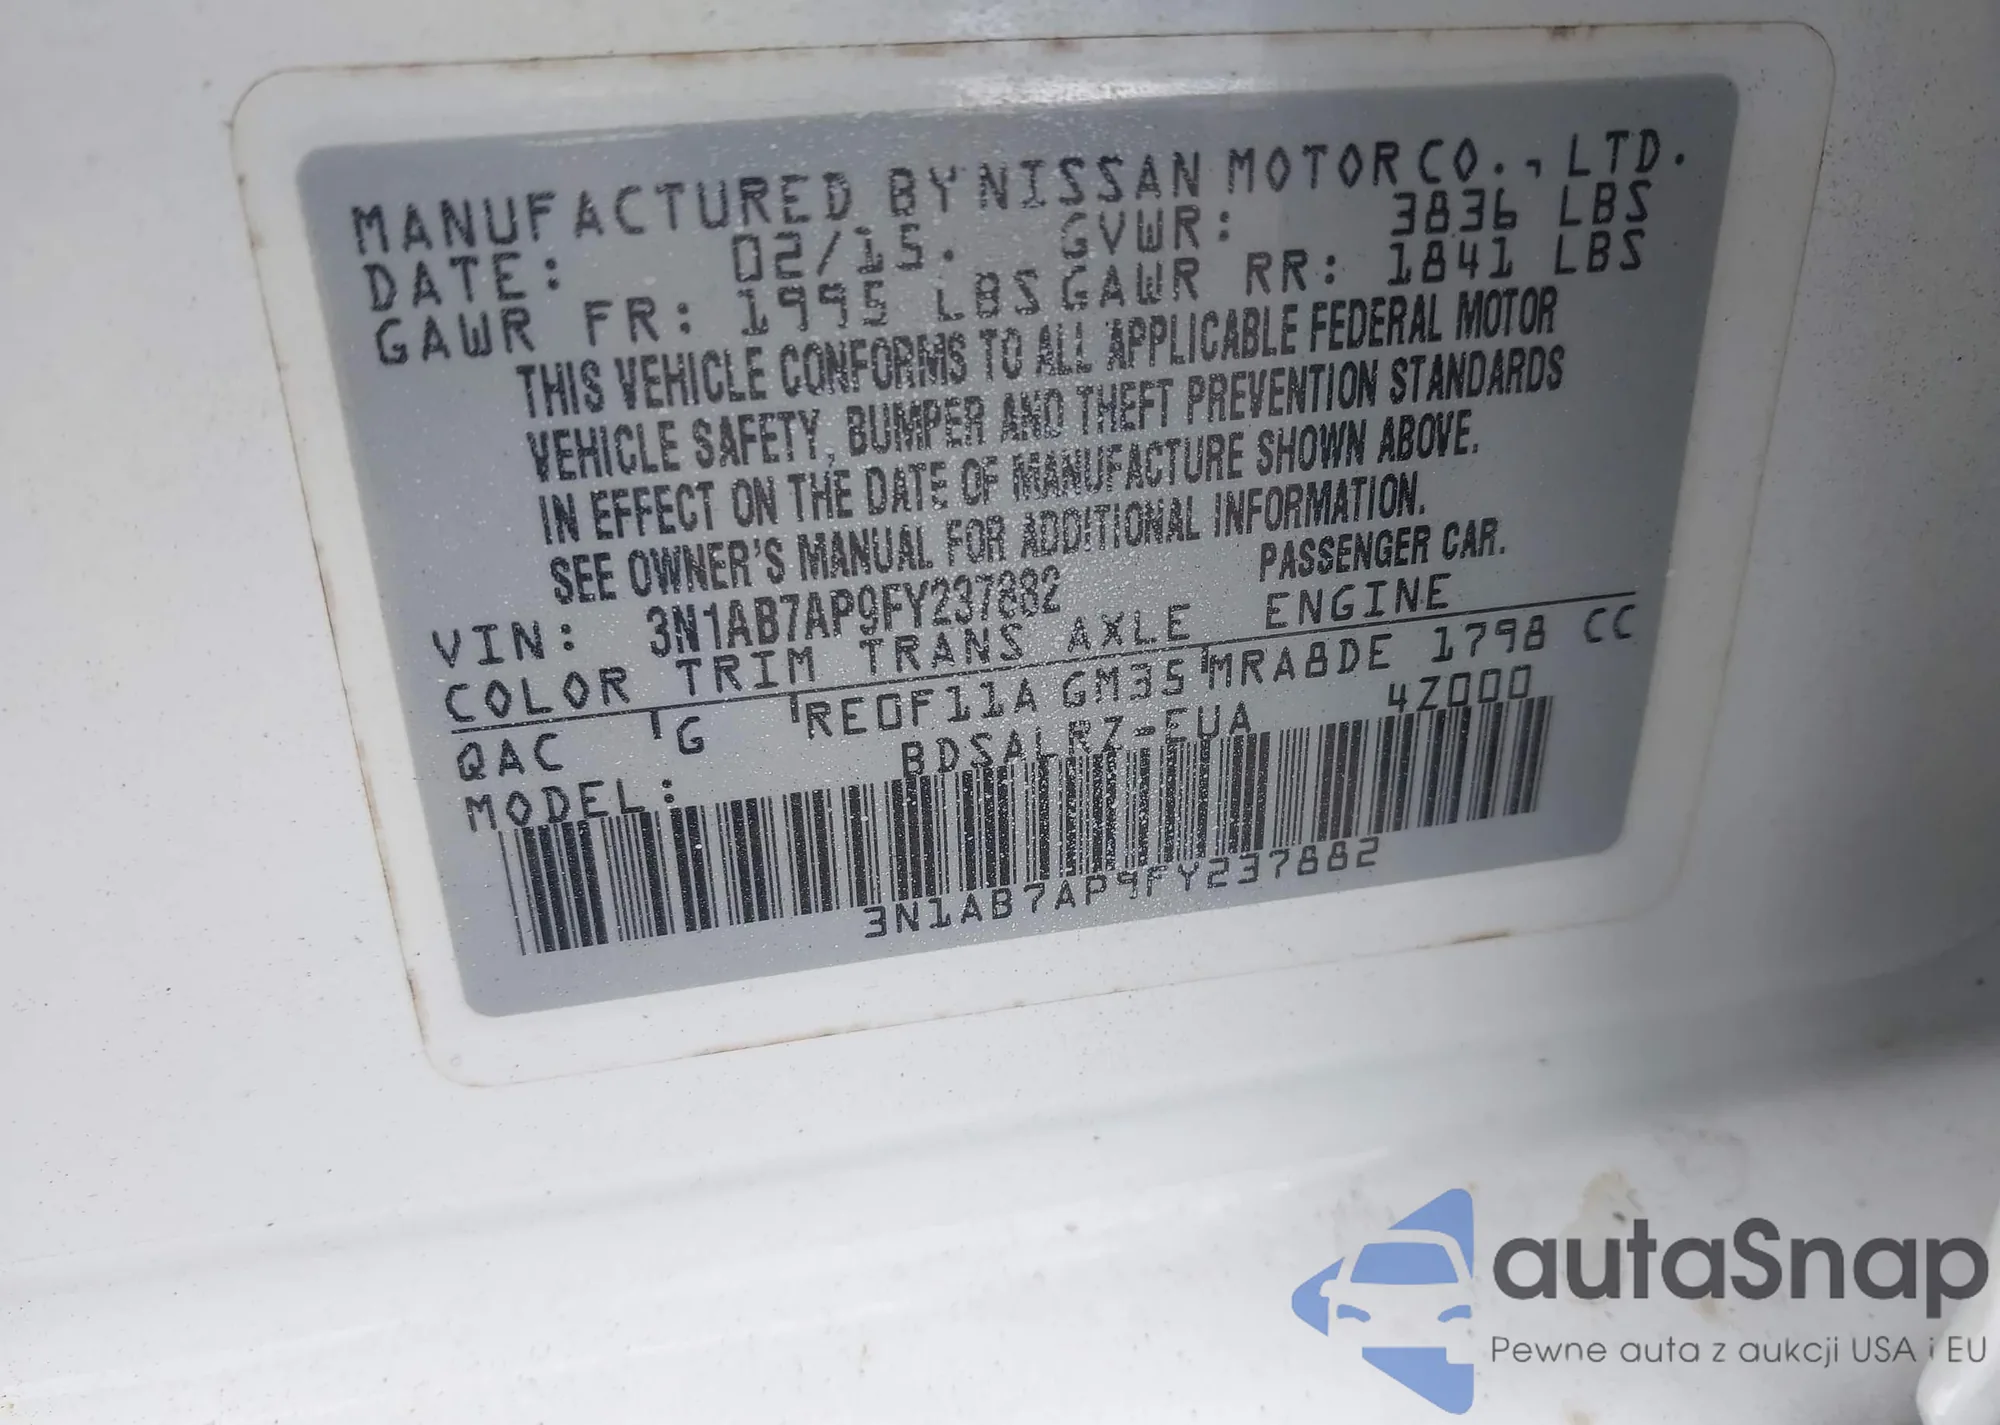 MANUFACTURED BY NISSAN MOTOR CO., LTD.
DATE: 02/15. GVWR: 3836 LBS
GAWR FR: 1995 LBS GAWR RR: 1841 LBS
THIS VEHICLE CONFORMS TO ALL APPLICABLE FEDERAL MOTOR
VEHICLE SAFETY, BUMPER AND THEFT PREVENTION STANDARDS
IN EFFECT ON THE DATE OF MANUFACTURE SHOWN ABOVE.
SEE OWNER'S MANUAL FOR ADDITIONAL INFORMATION.
VIN: 3N1AB7AP9FY237882 PASSENGER CAR.
COLOR TRIM TRANS AXLE ENGINE
QAC G RE0F11A GM35 MRA8DE 1798 CC
MODEL: BDSALRZ-EUA 4Z000
3N1AB7AP9FY237882
autaSnap
Pewne auta z aukcji USA i EU